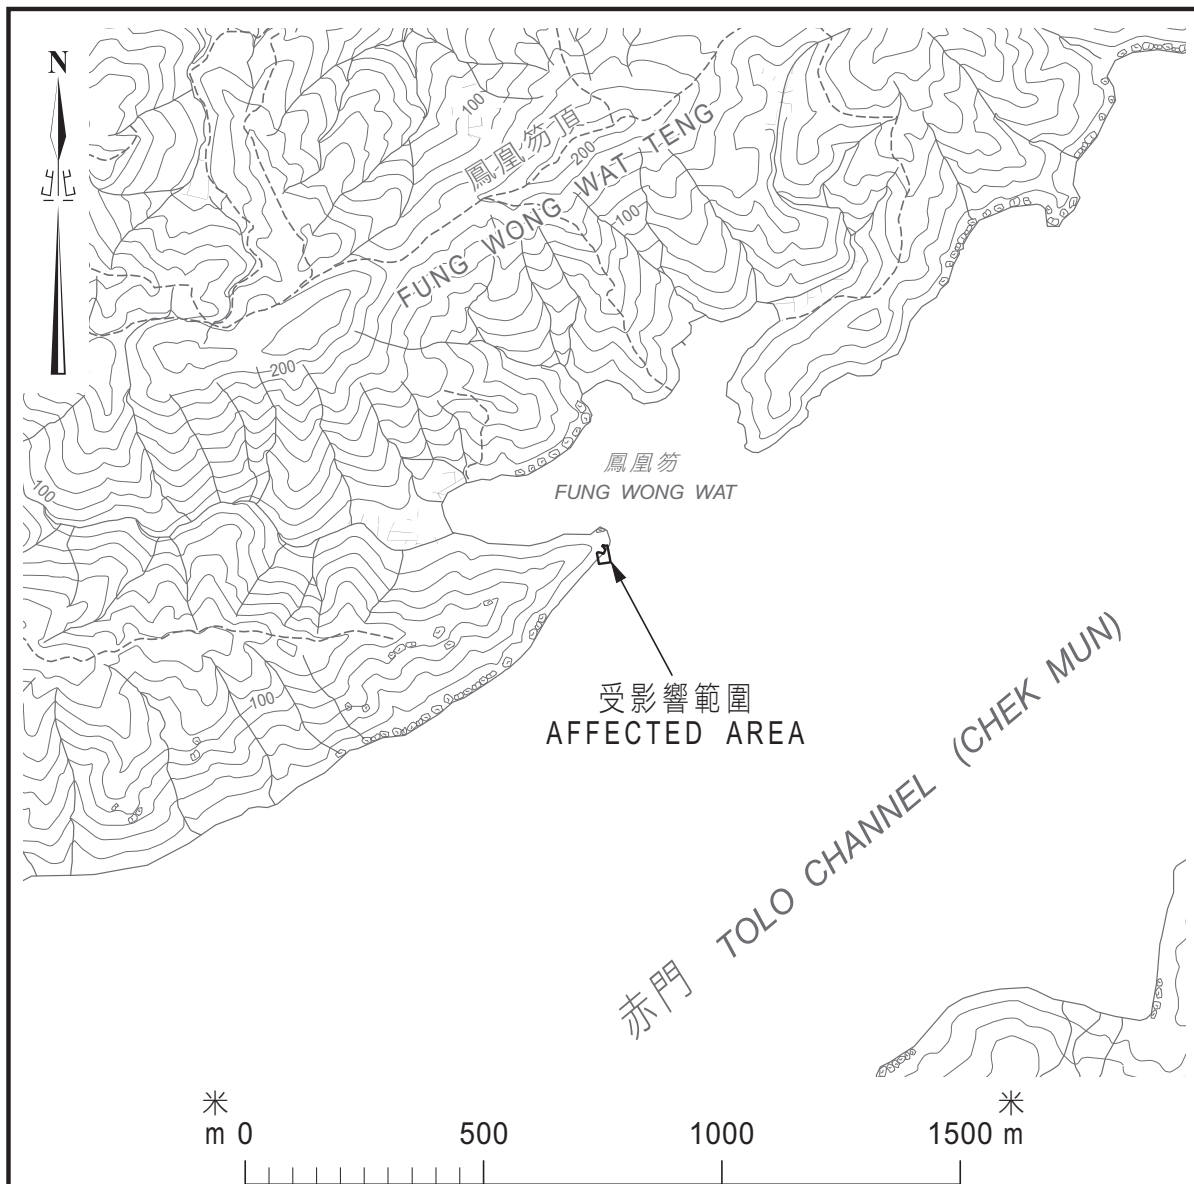 N
北
100
鳳凰笏頂
FUNG WONG WAT TENG
200
100
200
100
鳳凰笏
FUNG WONG WAT
受影響範圍
AFFECTED AREA
100
赤門 TOLO CHANNEL (CHEK MUN)
米 米
m 0 500 1000 1500 m